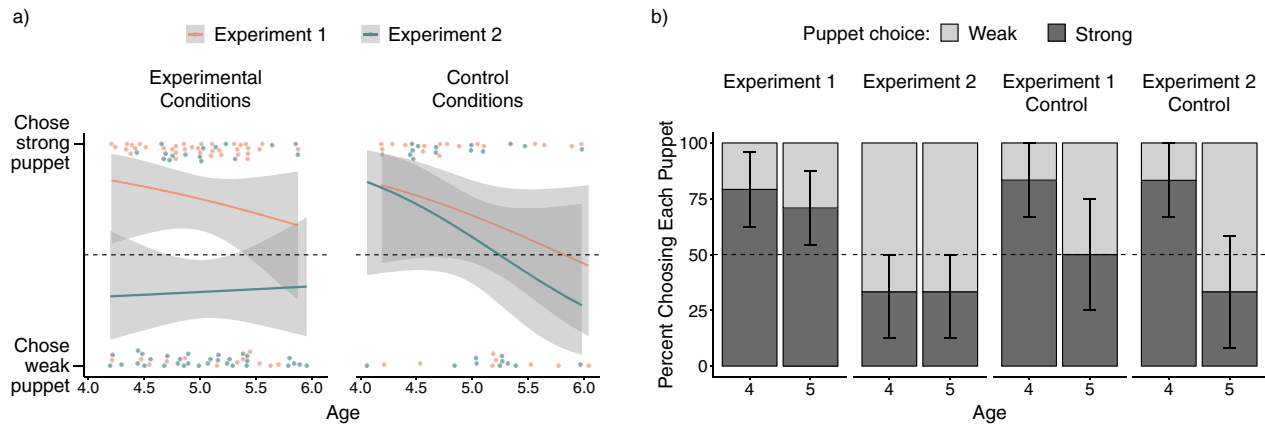 a)
Experiment 1
Experiment 2
Experimental
Conditions
Control
Conditions
Chose
strong
puppet
Chose
weak
puppet
4.0 4.5 5.0 5.5 6.0
4.0 4.5 5.0 5.5 6.0
Age
b)
Puppet choice: Weak Strong
Experiment 1
Experiment 2
Experiment 1
Control
Experiment 2
Control
Percent Choosing Each Puppet
100
75
50
25
0
4 5
4 5
4 5
4 5
Age